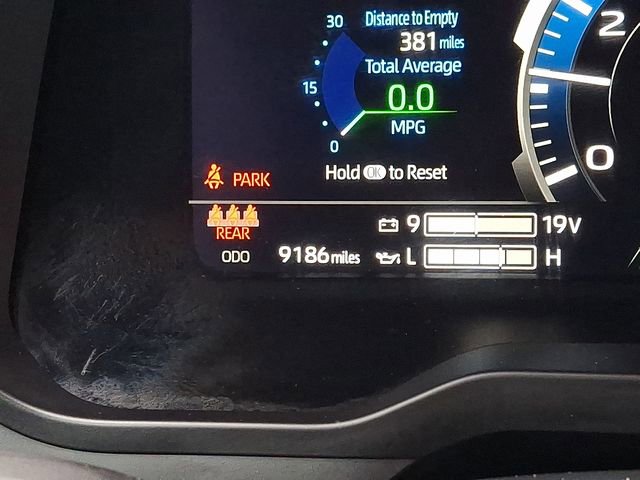 30
Distance to Empty
381 miles
Total Average
15
0.0
MPG
0
Hold OK to Reset
PARK
REAR
9 19V
ODO 9186 miles L H
2
0